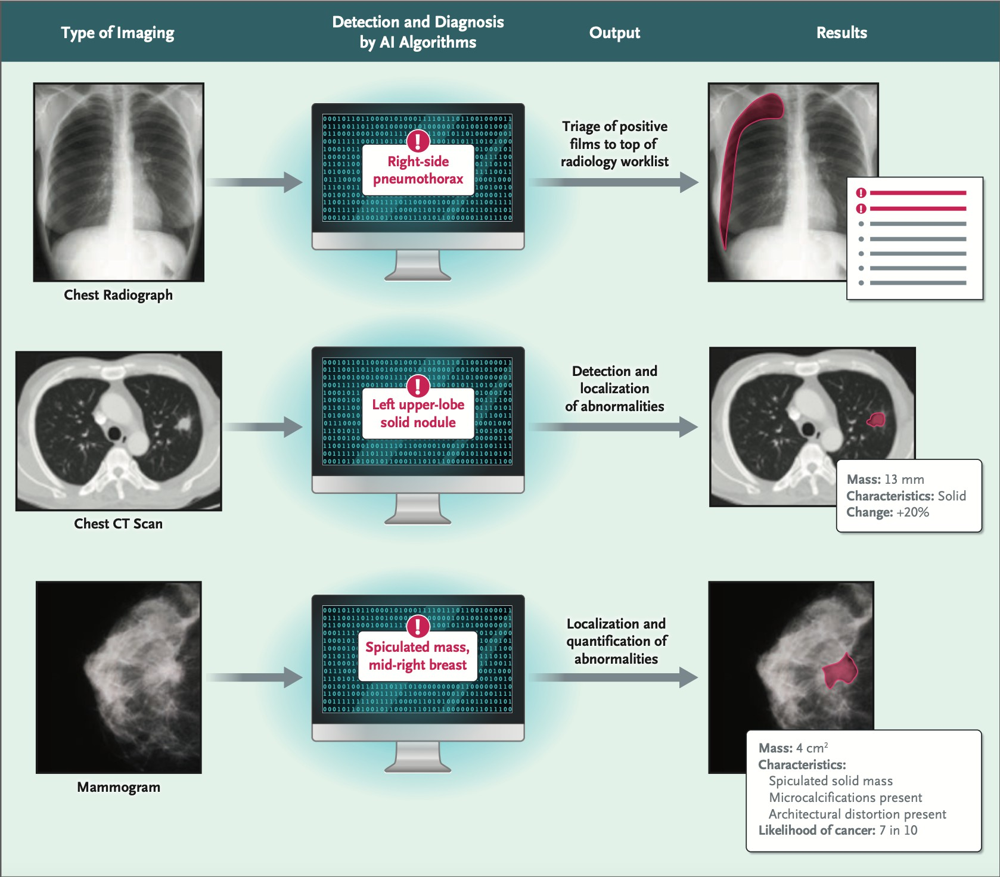 Type of Imaging
Detection and Diagnosis
by AI Algorithms
Output
Results
Chest Radiograph
Right-side
pneumothorax
Triage of positive
films to top of
radiology worklist
Chest CT Scan
Left upper-lobe
solid nodule
Detection and
localization
of abnormalities
Mass: 13 mm
Characteristics: Solid
Change: +20%
Mammogram
Spiculated mass,
mid-right breast
Localization and
quantification of
abnormalities
Mass: 4 cm²
Characteristics:
Spiculated solid mass
Microcalcifications present
Architectural distortion present
Likelihood of cancer: 7 in 10